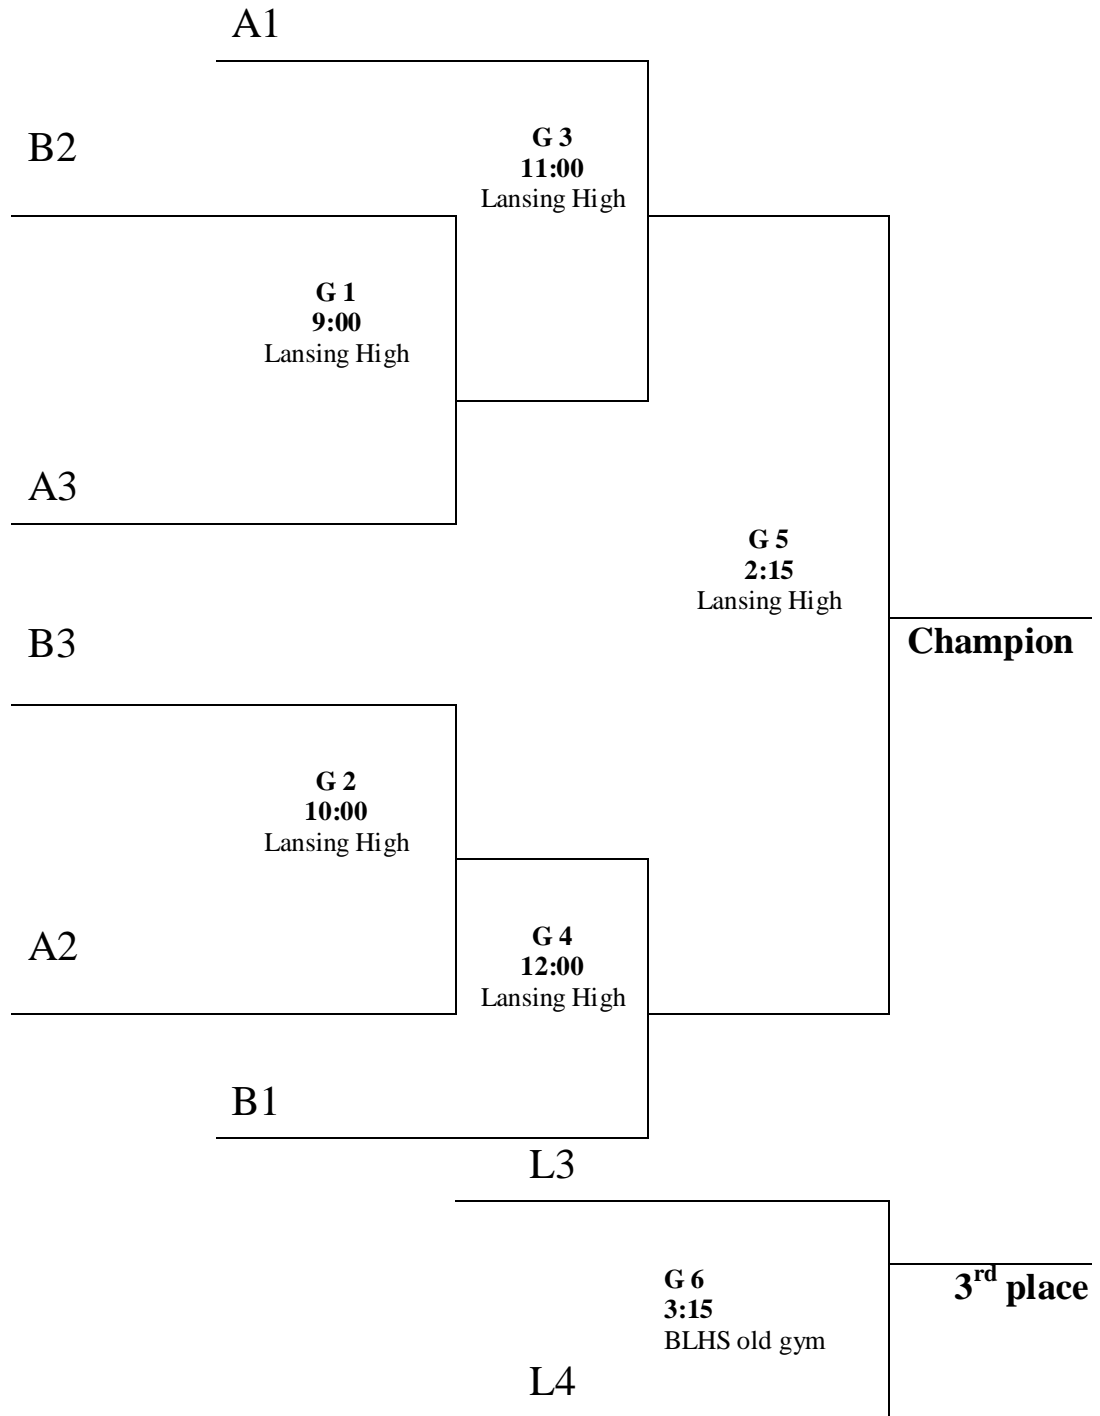 A1
B2
G 3
11:00
Lansing High
G 1
9:00
Lansing High
A3
G 5
2:15
Lansing High
B3
Champion
G 2
10:00
Lansing High
A2
G 4
12:00
Lansing High
B1
L3
G 6
3:15
BLHS old gym
3rd place
L4